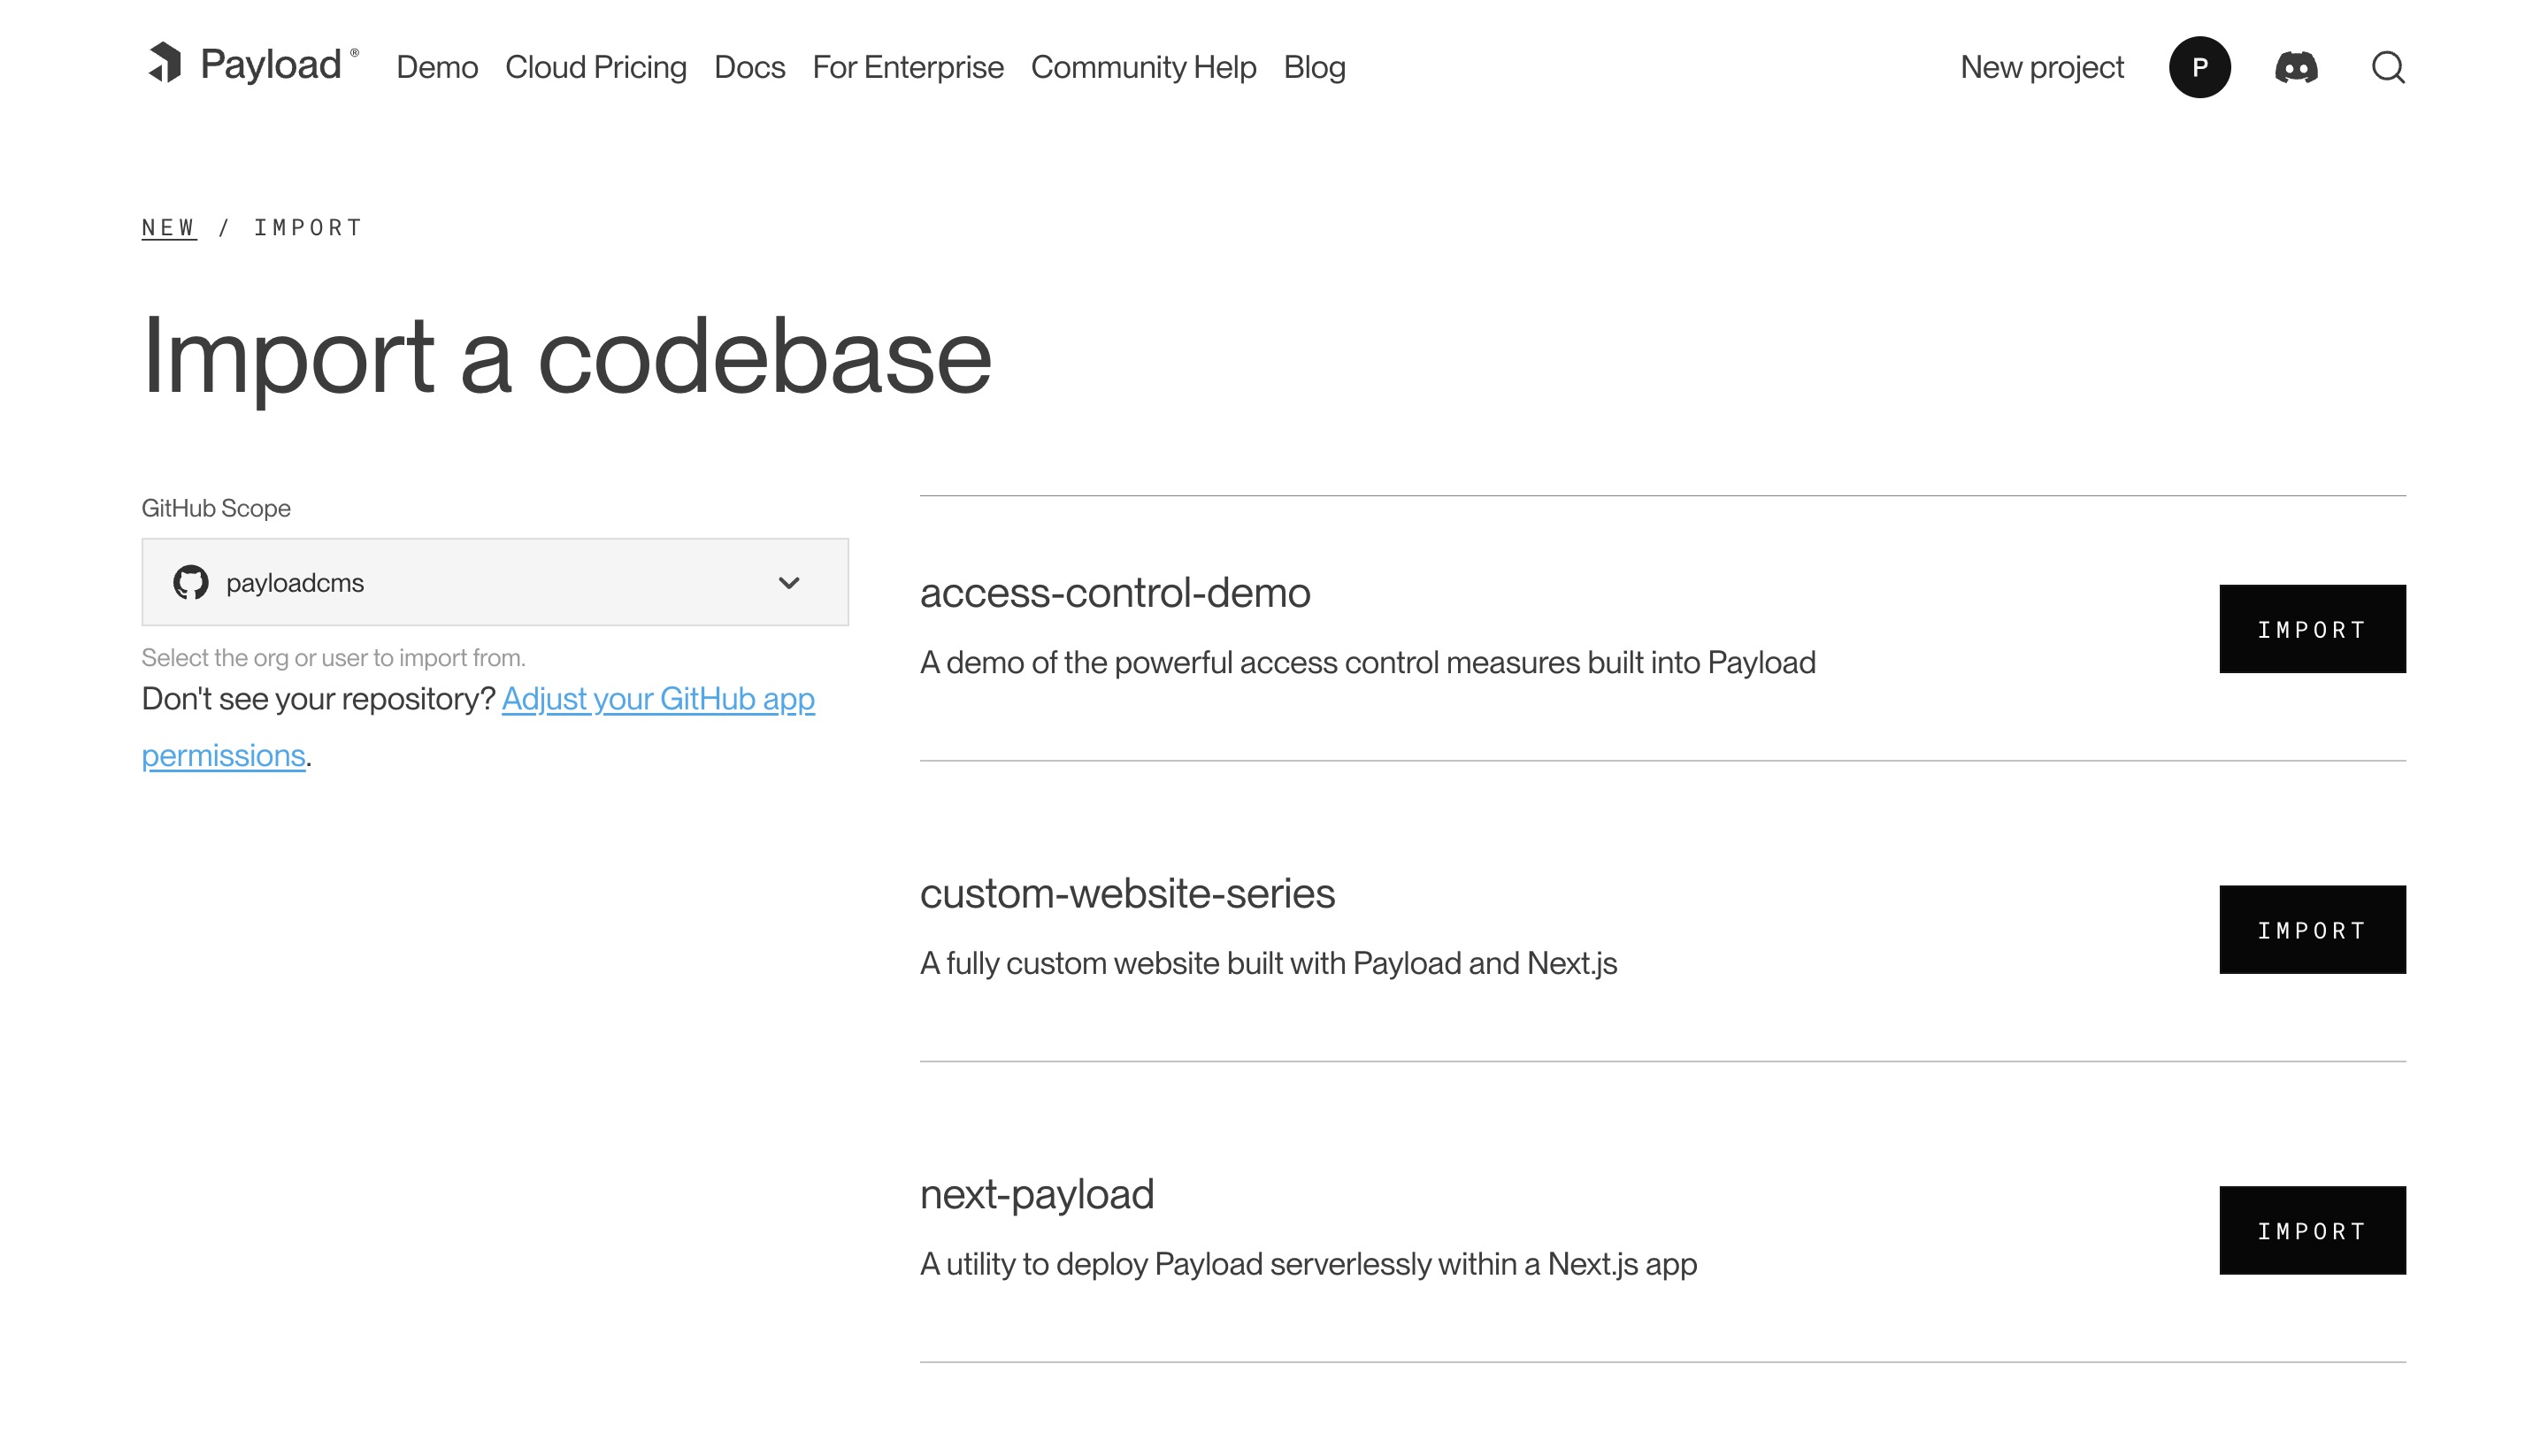 Payload ® Demo Cloud Pricing Docs For Enterprise Community Help Blog New project P
NEW / IMPORT
Import a codebase
GitHub Scope
payloadcms
Select the org or user to import from.
Don't see your repository? Adjust your GitHub app
permissions.
access-control-demo
A demo of the powerful access control measures built into Payload
IMPORT
custom-website-series
A fully custom website built with Payload and Next.js
IMPORT
next-payload
A utility to deploy Payload serverlessly within a Next.js app
IMPORT